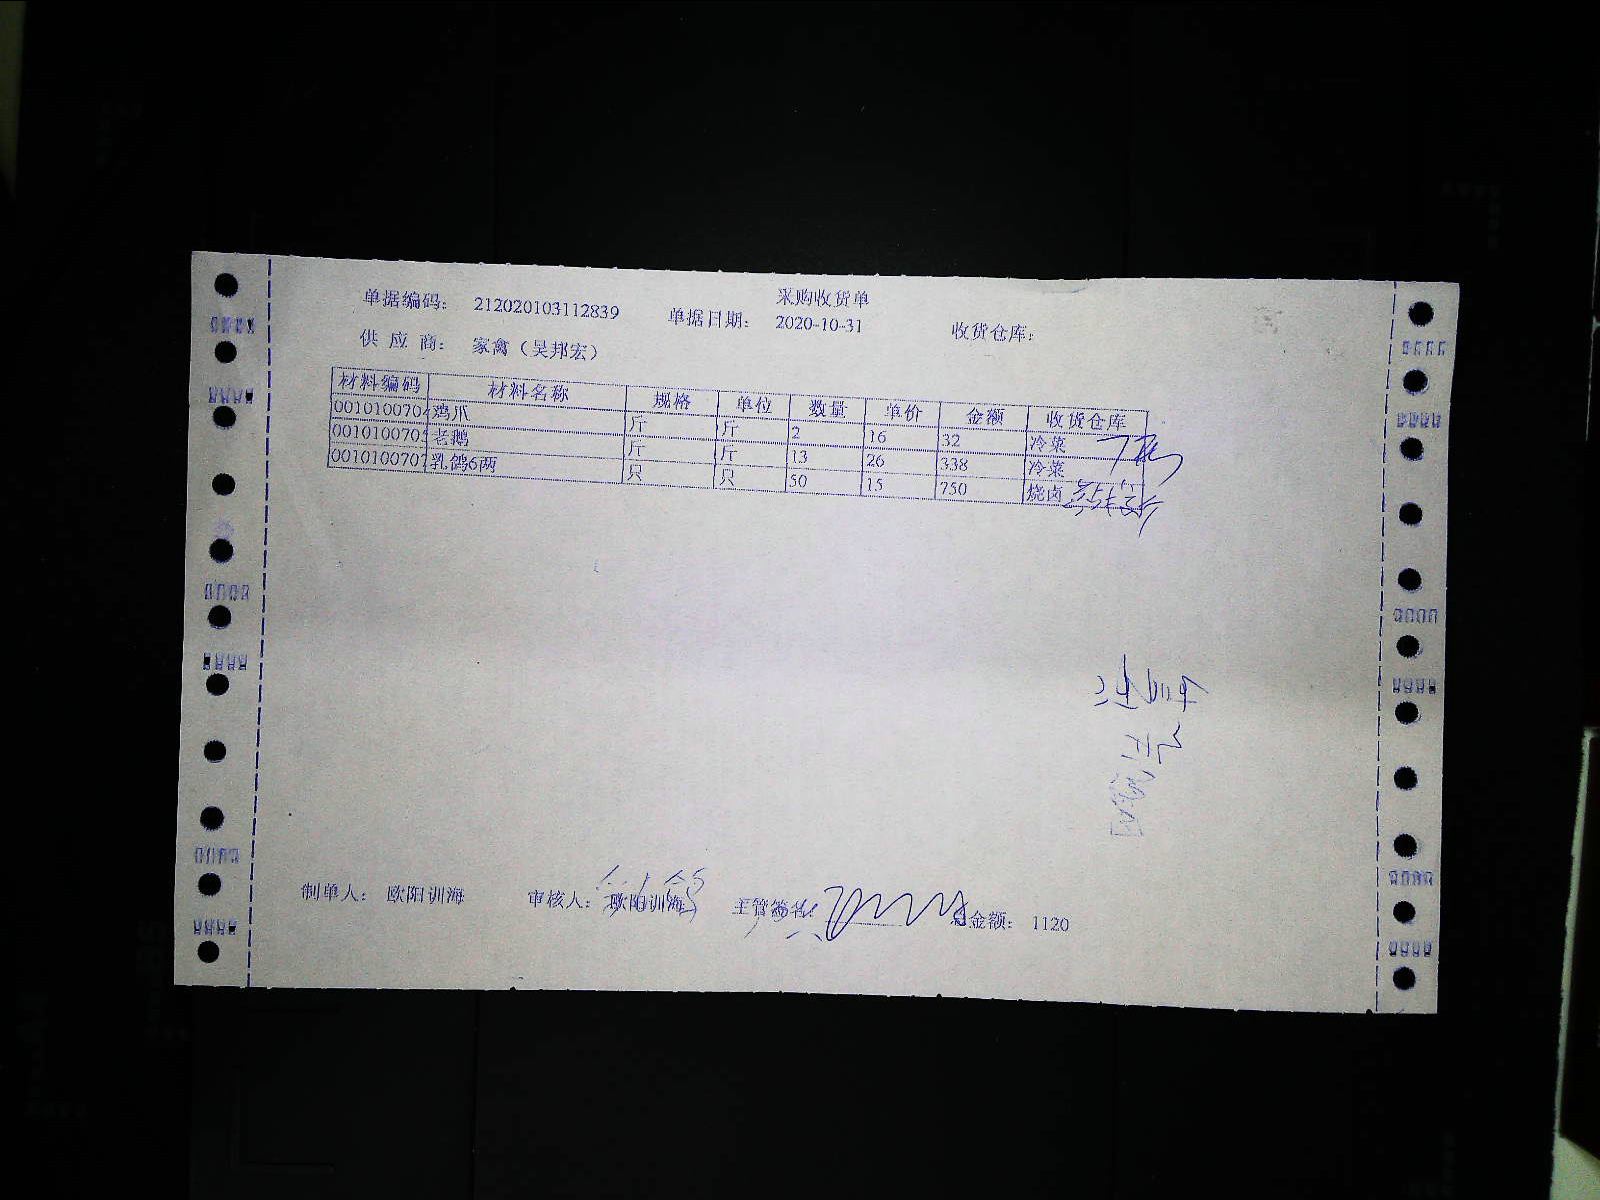 采购收货单
单据编码: 212020103112839 单据日期: 2020-10-31 收货仓库:
供 应 商: 家禽（吴邦宏）
材料编码 材料名称 规格 单位 数量 单价 金额 收货仓库
0010100704 鸡爪 斤 斤 2 16 32 冷菜
001010070 老鹅 斤 斤 13 26 338 冷菜
001010070 乳鸽6两 只 只 50 15 750 烧卤
制单人: 欧阳训海 审核人: 欧阳训海 主管签名: 总金额: 1120